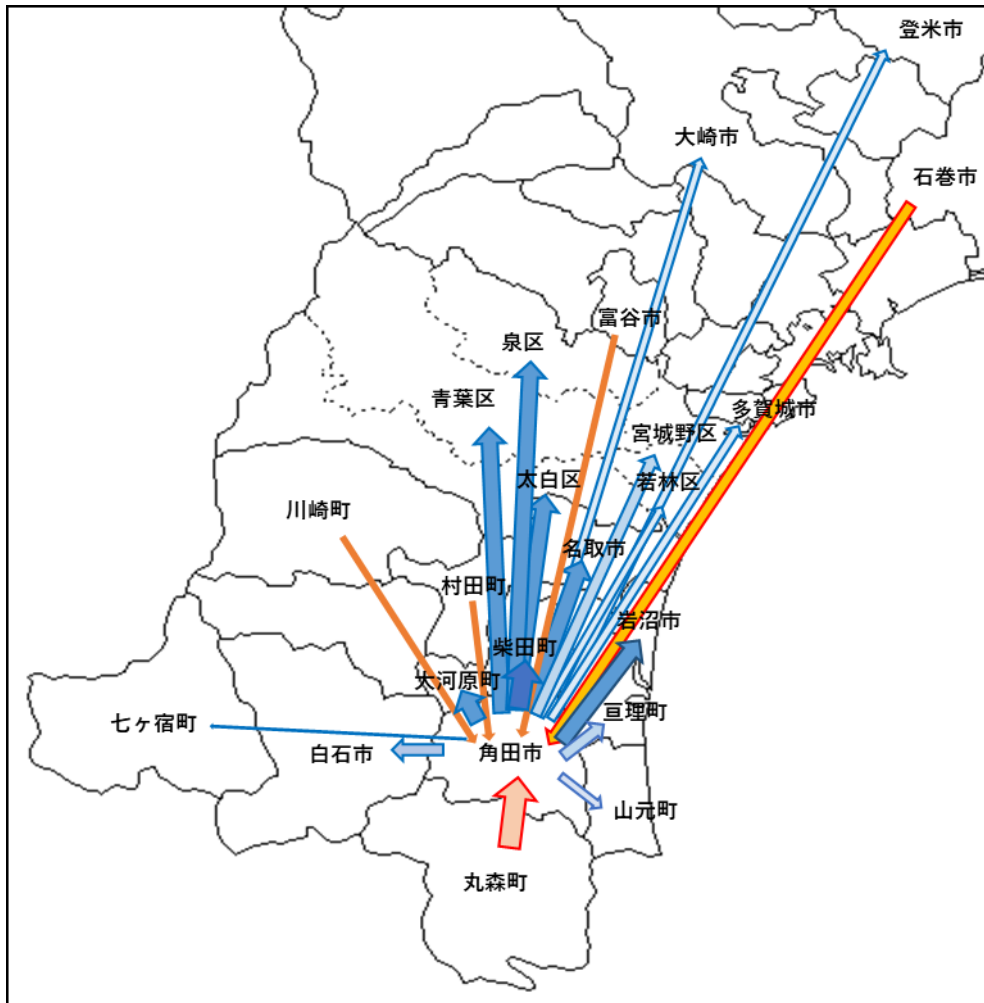 登米市
大崎市
石巻市
富谷市
泉区
青葉区
多賀城市
宮城野区
太白区
若林区
川崎町
名取市
村田町
岩沼市
柴田町
大河原町
亘理町
七ヶ宿町
白石市
角田市
山元町
丸森町